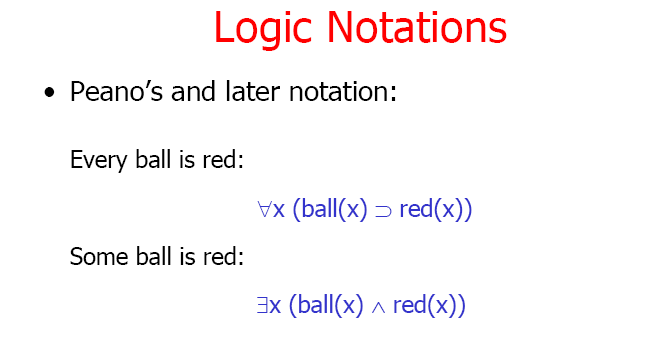 Logic Notations
• Peano’s and later notation:
Every ball is red:
∀x (ball(x) ⊃ red(x))
Some ball is red:
∃x (ball(x) ∧ red(x))